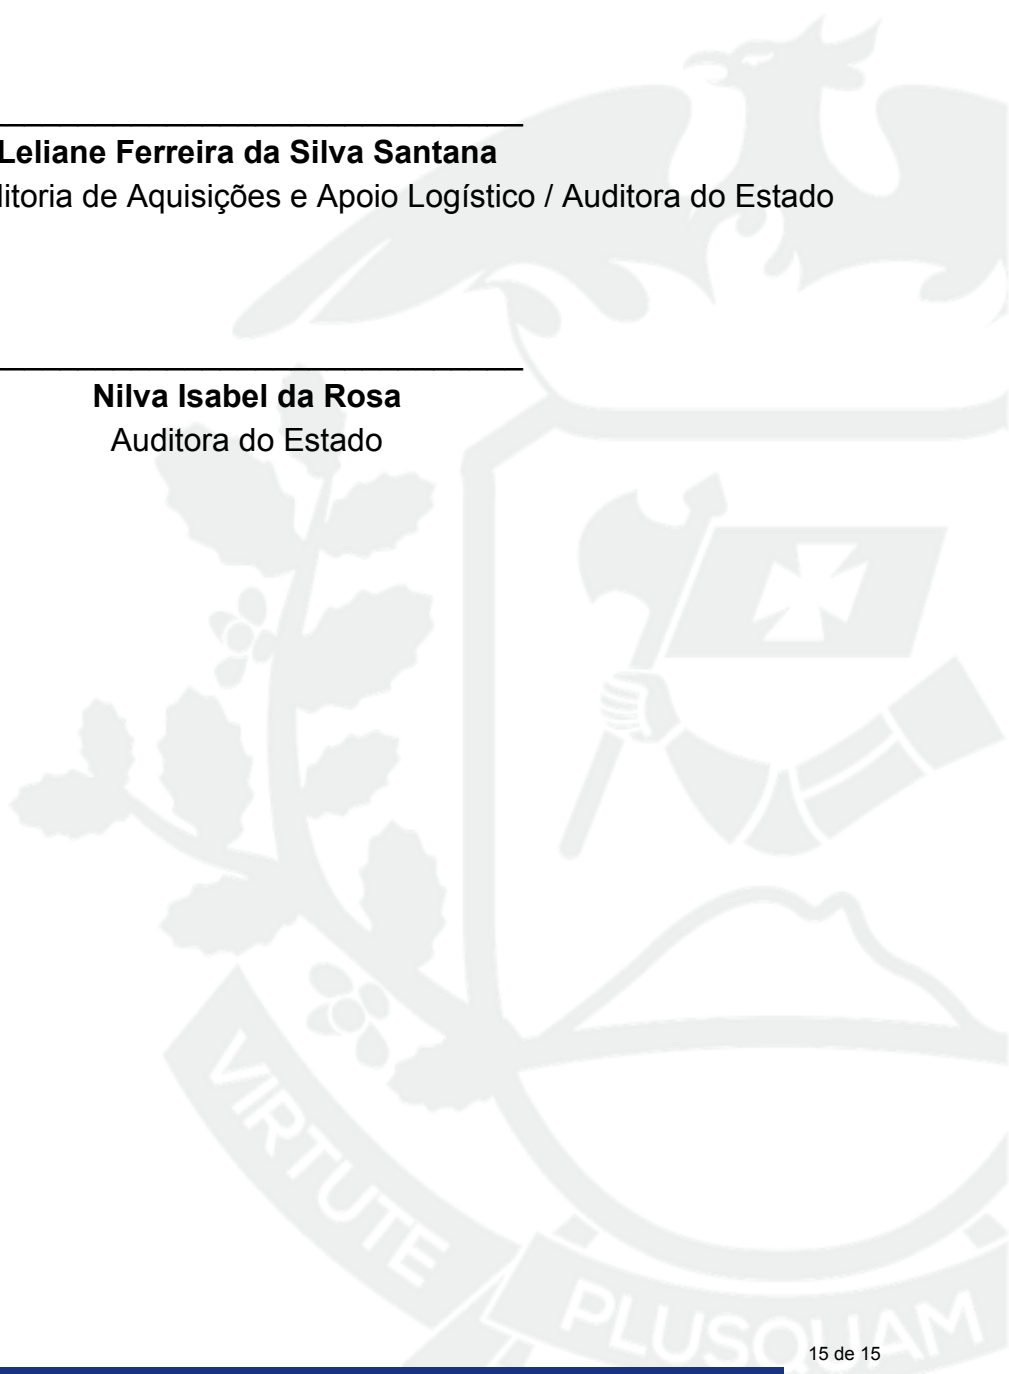 Leliane Ferreira da Silva Santana
litoria de Aquisições e Apoio Logístico / Auditora do Estado
Nilva Isabel da Rosa
Auditora do Estado
VIRTUTE
PLUSQUAM
15 de 15